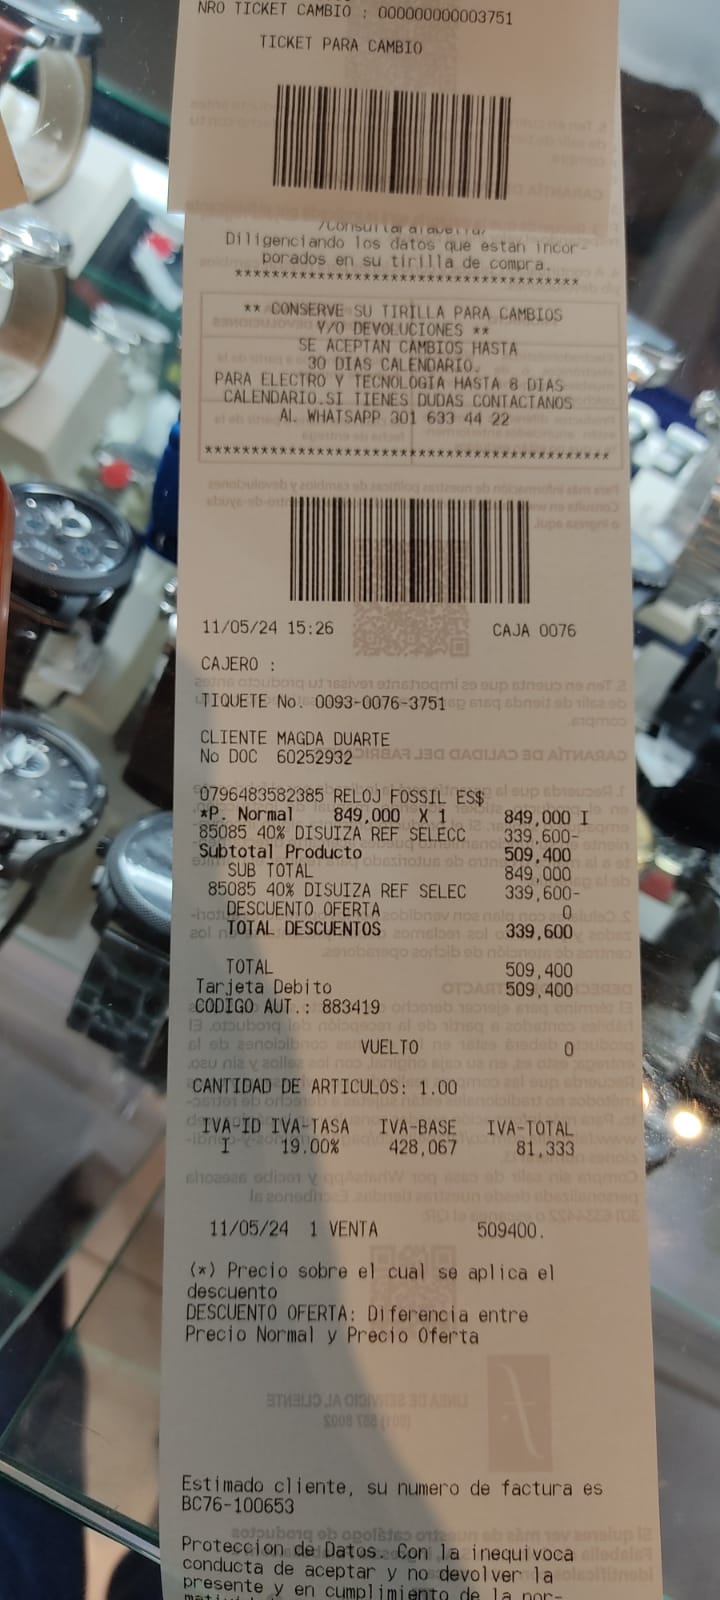 NRO TICKET CAMBIO : 000000000003751
TICKET PARA CAMBIO
Diligenciando los datos que estan incor-
porados en su tirilla de compra.
****************************************
** CONSERVE SU TIRILLA PARA CAMBIOS
Y/O DEVOLUCIONES **
SE ACEPTAN CAMBIOS HASTA
30 DIAS CALENDARIO.
PARA ELECTRO Y TECNOLOGIA HASTA 8 DIAS
CALENDARIO.SI TIENES DUDAS CONTACTANOS
AL WHATSAPP 301 633 44 22
****************************************
11/05/24 15:26 CAJA 0076
CAJERO :
TIQUETE No. 0093-0076-3751
CLIENTE MAGDA DUARTE
No DOC 60252932
0796483582385 RELOJ FOSSIL ES$
*P. Normal 849,000 X 1 849,000 I
85085 40% DISUIZA REF SELECC 339,600-
Subtotal Producto 509,400
SUB TOTAL 849,000
85085 40% DISUIZA REF SELEC 339,600-
DESCUENTO OFERTA 0
TOTAL DESCUENTOS 339,600
TOTAL 509,400
Tarjeta Debito 509,400
CODIGO AUT.: 883419
VUELTO 0
CANTIDAD DE ARTICULOS: 1.00
IVA-ID IVA-TASA IVA-BASE IVA-TOTAL
I 19.00% 428,067 81,333
11/05/24 1 VENTA 509400.
(*) Precio sobre el cual se aplica el
descuento
DESCUENTO OFERTA: Diferencia entre
Precio Normal y Precio Oferta
Estimado cliente, su numero de factura es
BC76-100653
Proteccion de Datos. Con la inequivoca
conducta de aceptar y no devolver la
presente y en cumplimiento de la nor-